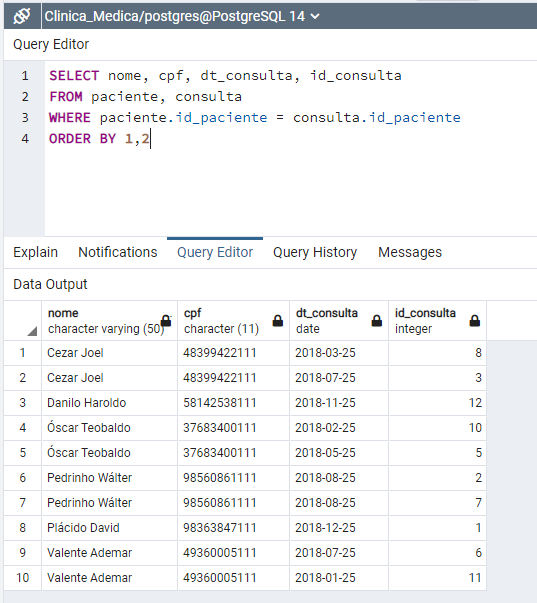 Clinica_Medica/postgres@PostgreSQL 14
Query Editor
1 SELECT nome, cpf, dt_consulta, id_consulta
2 FROM paciente, consulta
3 WHERE paciente.id_paciente = consulta.id_paciente
4 ORDER BY 1,2
Explain Notifications Query Editor Query History Messages
Data Output
nome cpf dt_consulta id_consulta
character varying (50) character (11) date integer
1 Cezar Joel 48399422111 2018-03-25 8
2 Cezar Joel 48399422111 2018-07-25 3
3 Danilo Haroldo 58142538111 2018-11-25 12
4 Óscar Teobaldo 37683400111 2018-02-25 10
5 Óscar Teobaldo 37683400111 2018-05-25 5
6 Pedrinho Wálter 98560861111 2018-08-25 2
7 Pedrinho Wálter 98560861111 2018-08-25 7
8 Plácido David 98363847111 2018-12-25 1
9 Valente Ademar 49360005111 2018-07-25 6
10 Valente Ademar 49360005111 2018-01-25 11